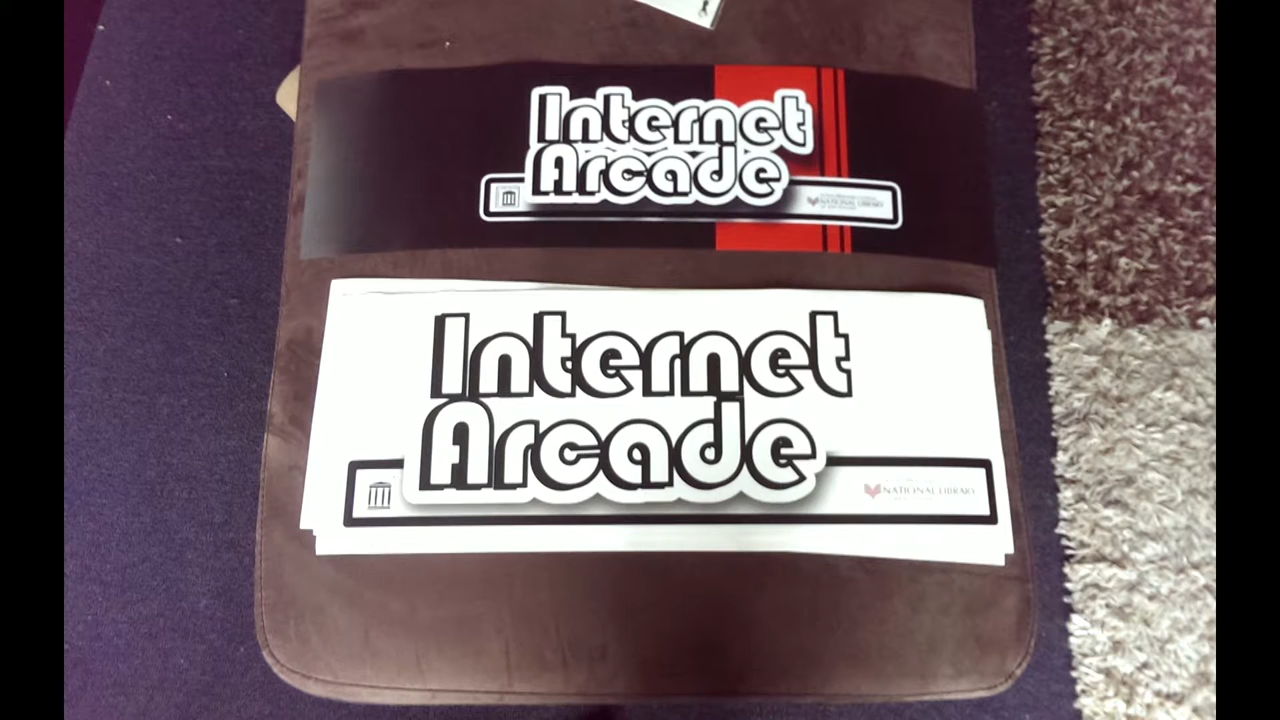 Internet
Arcade
NATIONAL LIBRARY
Internet
Arcade
NATIONAL LIBRARY